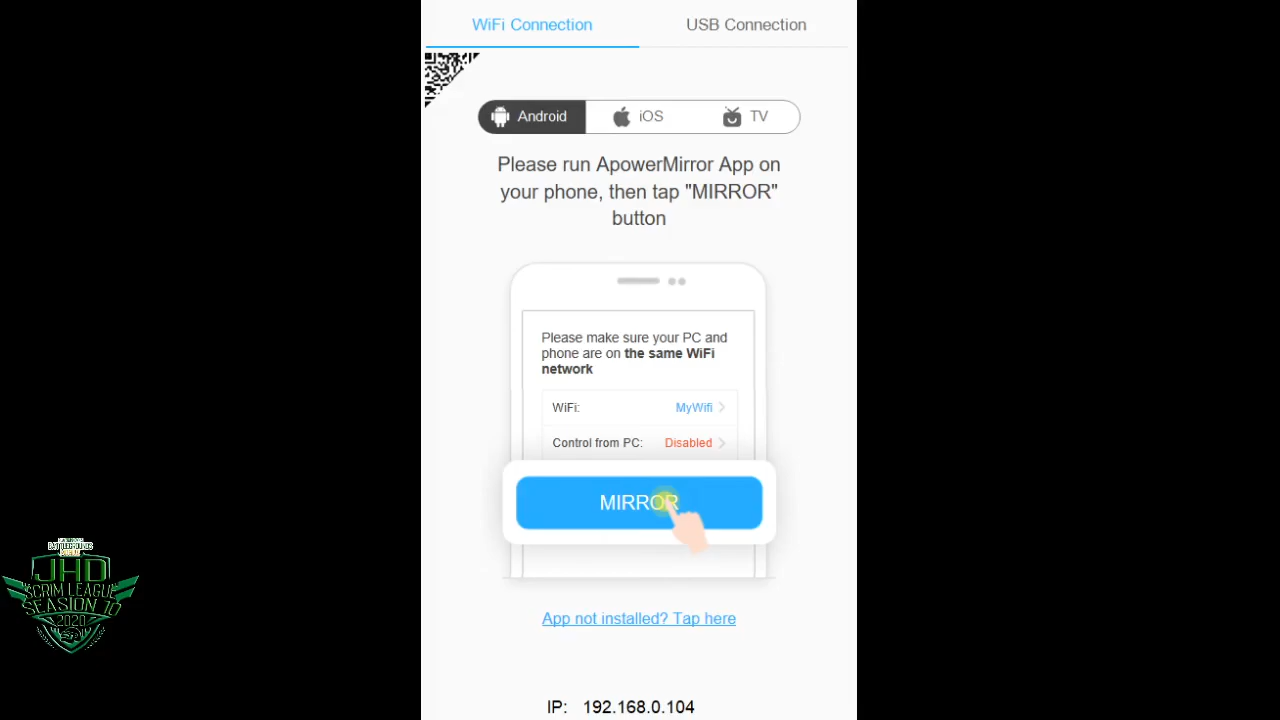 WiFi Connection
USB Connection
Android
iOS
TV
Please run ApowerMirror App on
your phone, then tap "MIRROR"
button
Please make sure your PC and
phone are on the same WiFi
network
WiFi: MyWifi
Control from PC: Disabled
MIRROR
App not installed? Tap here
IP: 192.168.0.104
JHD
SCRIM LEAGUE
SEASION 10
2020